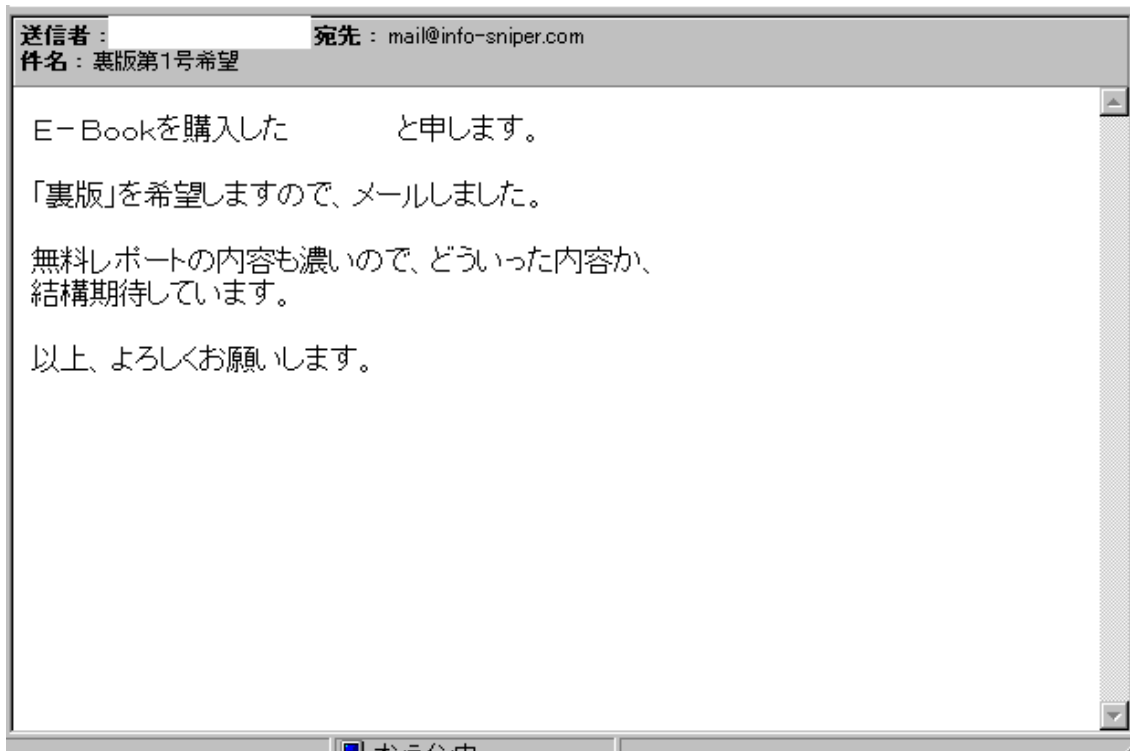 送信者： 宛先： mail@info-sniper.com
件名：裏版第1号希望
Ｅ－Ｂookを購入した　　　　と申します。
「裏版」を希望しますので、メールしました。
無料レポートの内容も濃いので、どういった内容か、
結構期待しています。
以上、よろしくお願いします。